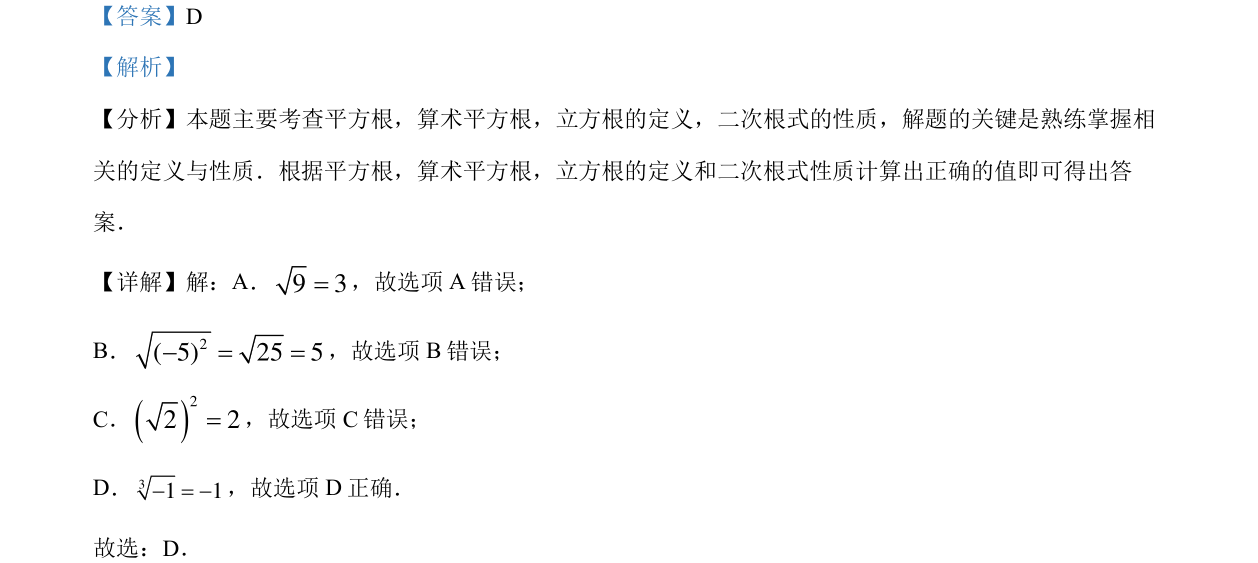 【答案】D
【解析】
【分析】本题主要考查平方根，算术平方根，立方根的定义，二次根式的性质，解题的关键是熟练掌握相
关的定义与性质．根据平方根，算术平方根，立方根的定义和二次根式性质计算出正确的值即可得出答
案．
【详解】解：A．√9 = 3，故选项 A 错误；
B．√(−5)² = √25 = 5，故选项 B 错误；
C．(√2)² = 2，故选项 C 错误；
D．∛−1 = −1，故选项 D 正确．
故选：D．